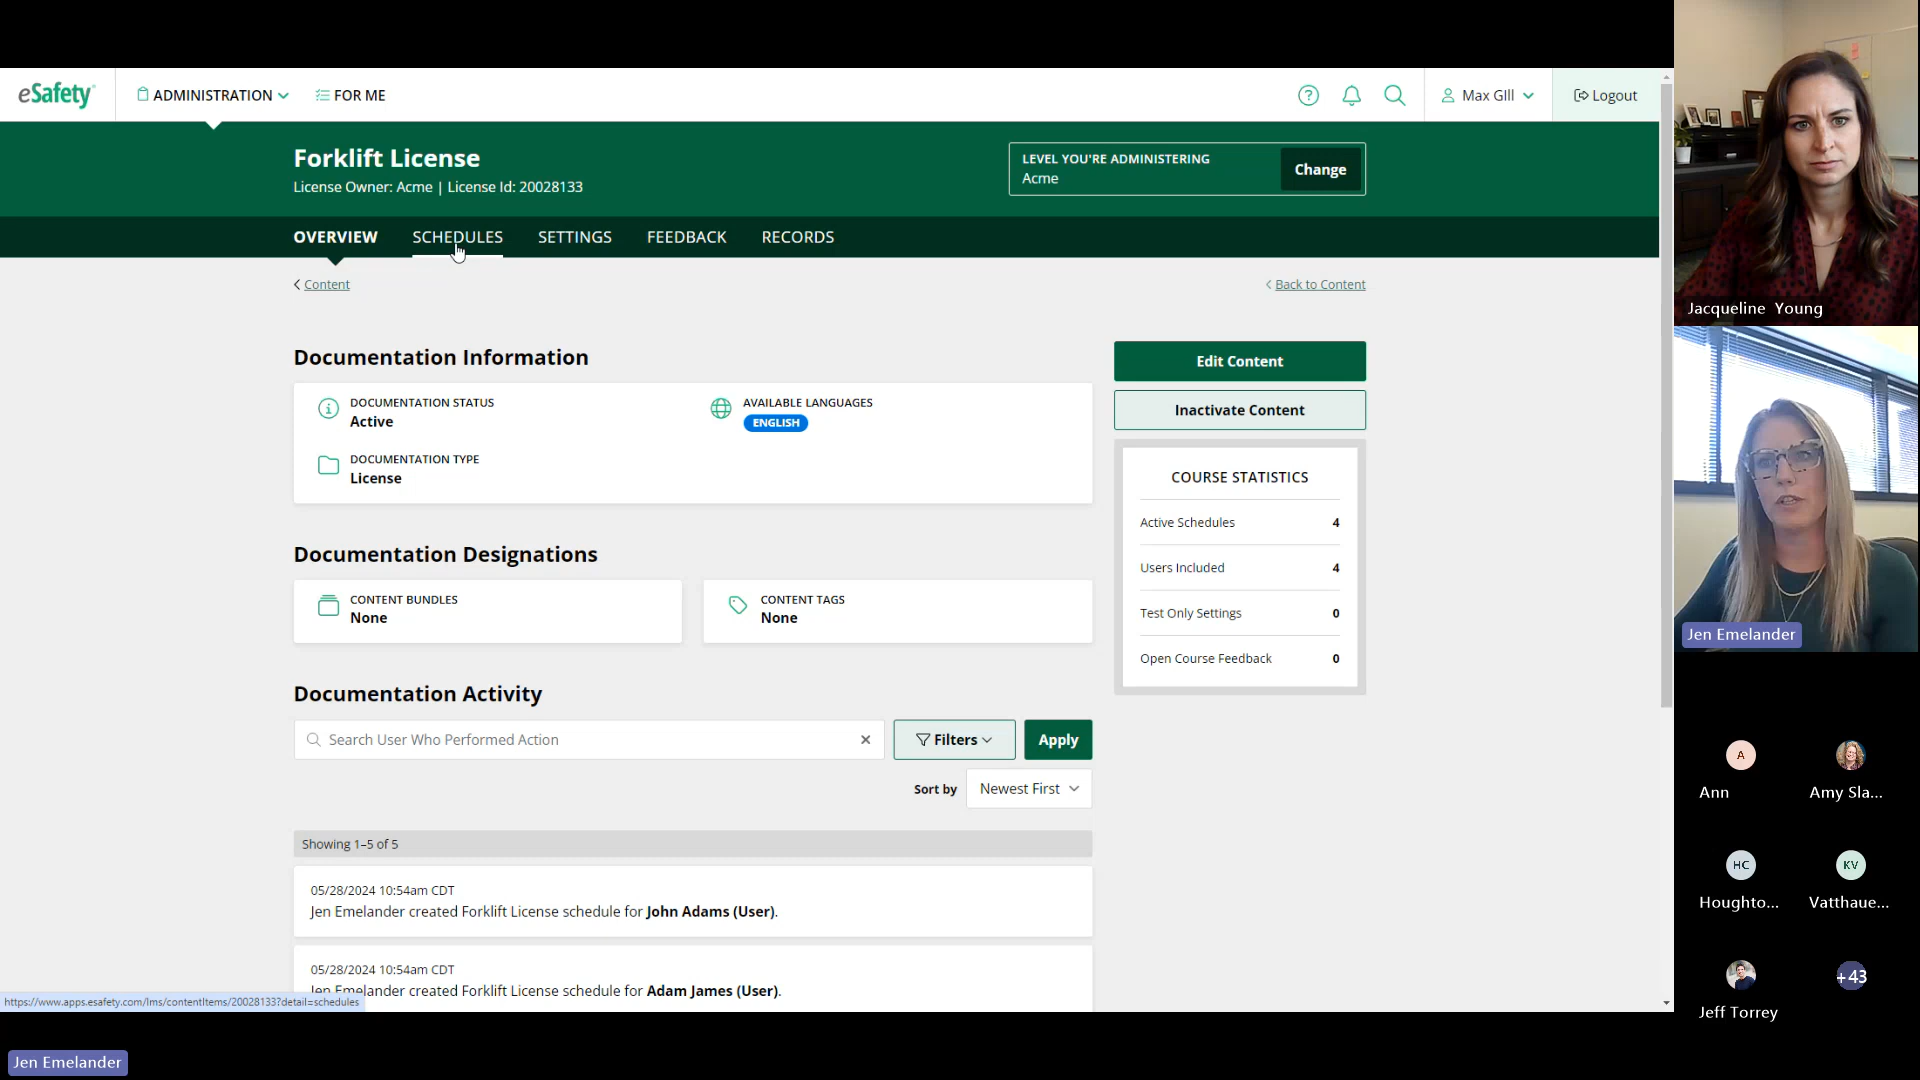 eSafety
ADMINISTRATION
FOR ME
Max GIll
Logout
Forklift License
License Owner: Acme | License Id: 20028133
LEVEL YOU'RE ADMINISTERING
Acme
Change
OVERVIEW
SCHEDULES
SETTINGS
FEEDBACK
RECORDS
Content
Back to Content
Documentation Information
DOCUMENTATION STATUS
Active
AVAILABLE LANGUAGES
ENGLISH
DOCUMENTATION TYPE
License
Edit Content
Inactivate Content
COURSE STATISTICS
Active Schedules 4
Users Included 4
Test Only Settings 0
Open Course Feedback 0
Documentation Designations
CONTENT BUNDLES
None
CONTENT TAGS
None
Documentation Activity
Search User Who Performed Action
Filters
Apply
Sort by
Newest First
Showing 1–5 of 5
05/28/2024 10:54am CDT
Jen Emelander created Forklift License schedule for John Adams (User).
05/28/2024 10:54am CDT
Jen Emelander created Forklift License schedule for Adam James (User).
https://www.apps.esafety.com/lms/contentItems/20028133?detail=schedules
Jen Emelander
Jacqueline Young
Jen Emelander
A
Ann
Amy Sla...
HC
Houghto...
KV
Vatthaue...
Jeff Torrey
+43